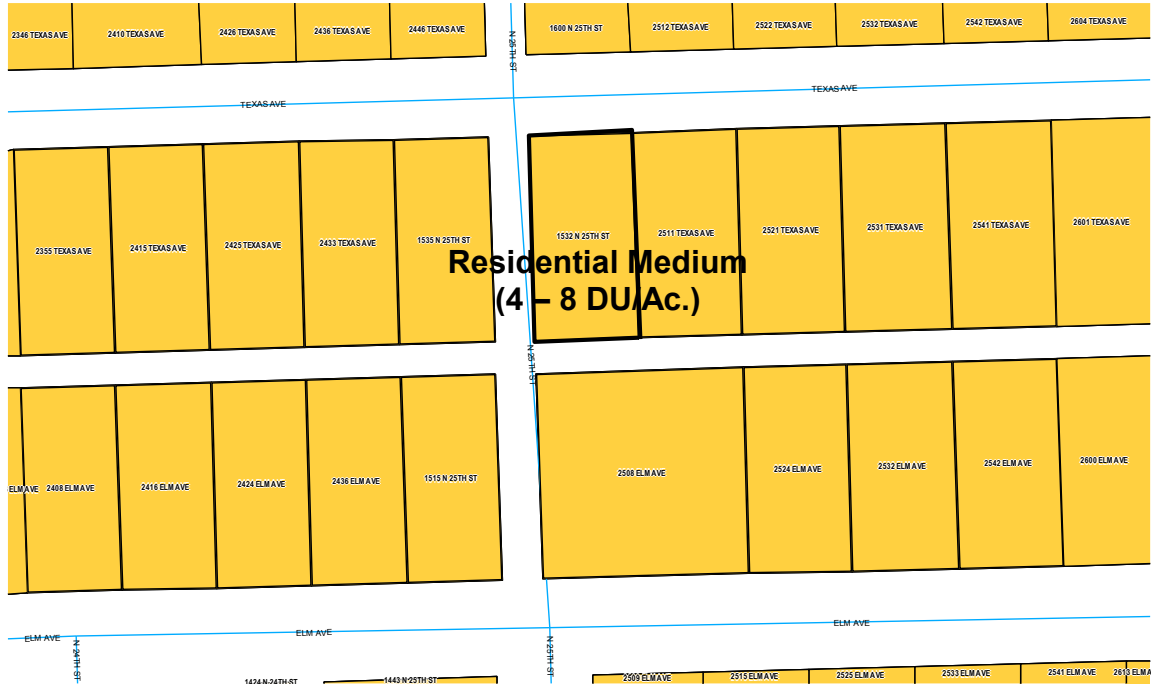 2346 TEXAS AVE
2410 TEXAS AVE
2426 TEXAS AVE
2436 TEXAS AVE
2446 TEXAS AVE
1600 N 25TH ST
2512 TEXAS AVE
2522 TEXAS AVE
2532 TEXAS AVE
2542 TEXAS AVE
2604 TEXAS AVE
N 25TH ST
TEXAS AVE
TEXAS AVE
2355 TEXAS AVE
2415 TEXAS AVE
2425 TEXAS AVE
2433 TEXAS AVE
1535 N 25TH ST
1532 N 25TH ST
2511 TEXAS AVE
2521 TEXAS AVE
2531 TEXAS AVE
2541 TEXAS AVE
2601 TEXAS AVE
Residential Medium
(4 – 8 DU/Ac.)
N 25TH ST
ELM AVE
2408 ELM AVE
2416 ELM AVE
2424 ELM AVE
2436 ELM AVE
1515 N 25TH ST
2508 ELM AVE
2524 ELM AVE
2532 ELM AVE
2542 ELM AVE
2600 ELM AVE
ELM AVE
ELM AVE
ELM AVE
N 24TH ST
N 25TH ST
1424 N 24TH ST
1443 N 25TH ST
2509 ELM AVE
2515 ELM AVE
2525 ELM AVE
2533 ELM AVE
2541 ELM AVE
2613 ELM A